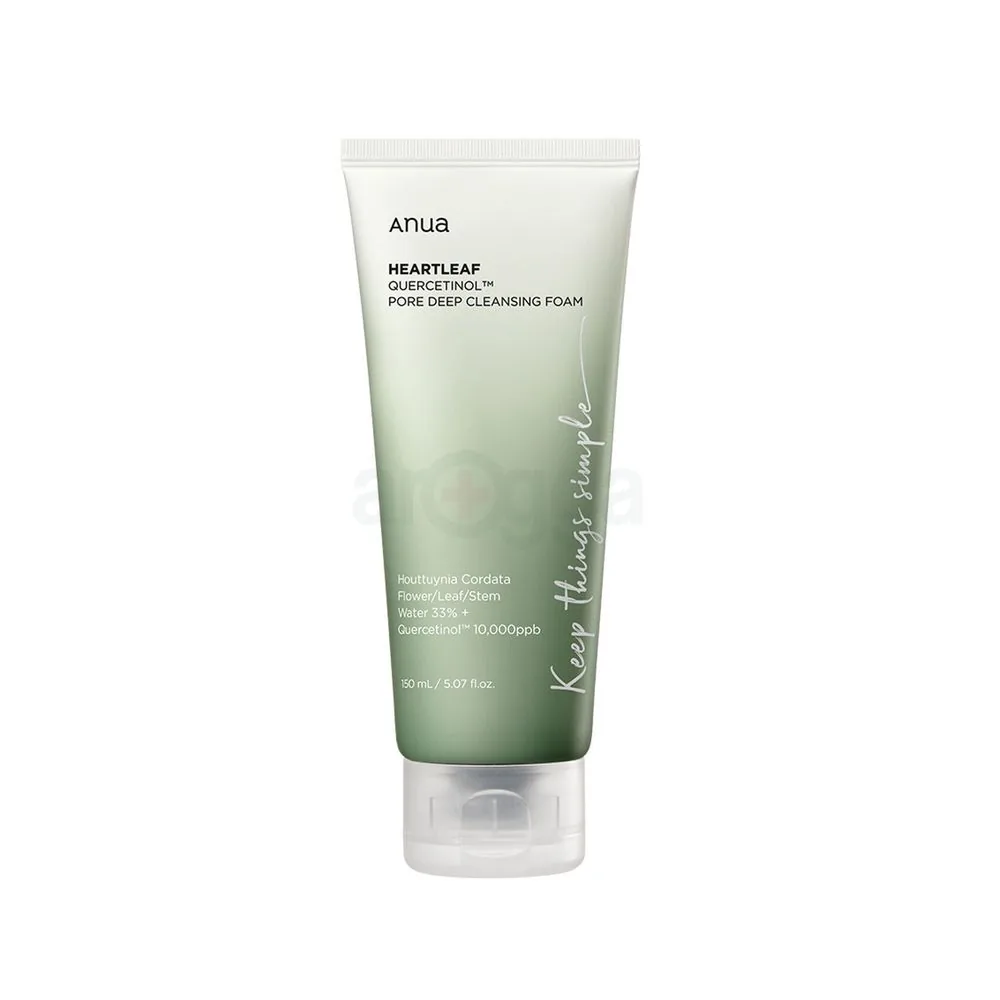 Anua
HEARTLEAF
QUERCETINOL™
PORE DEEP CLEANSING FOAM
Keep things simple
arogga
Houttuynia Cordata
Flower/Leaf/Stem
Water 33% +
Quercetinol™ 10,000ppb
150 mL / 5.07 fl.oz.